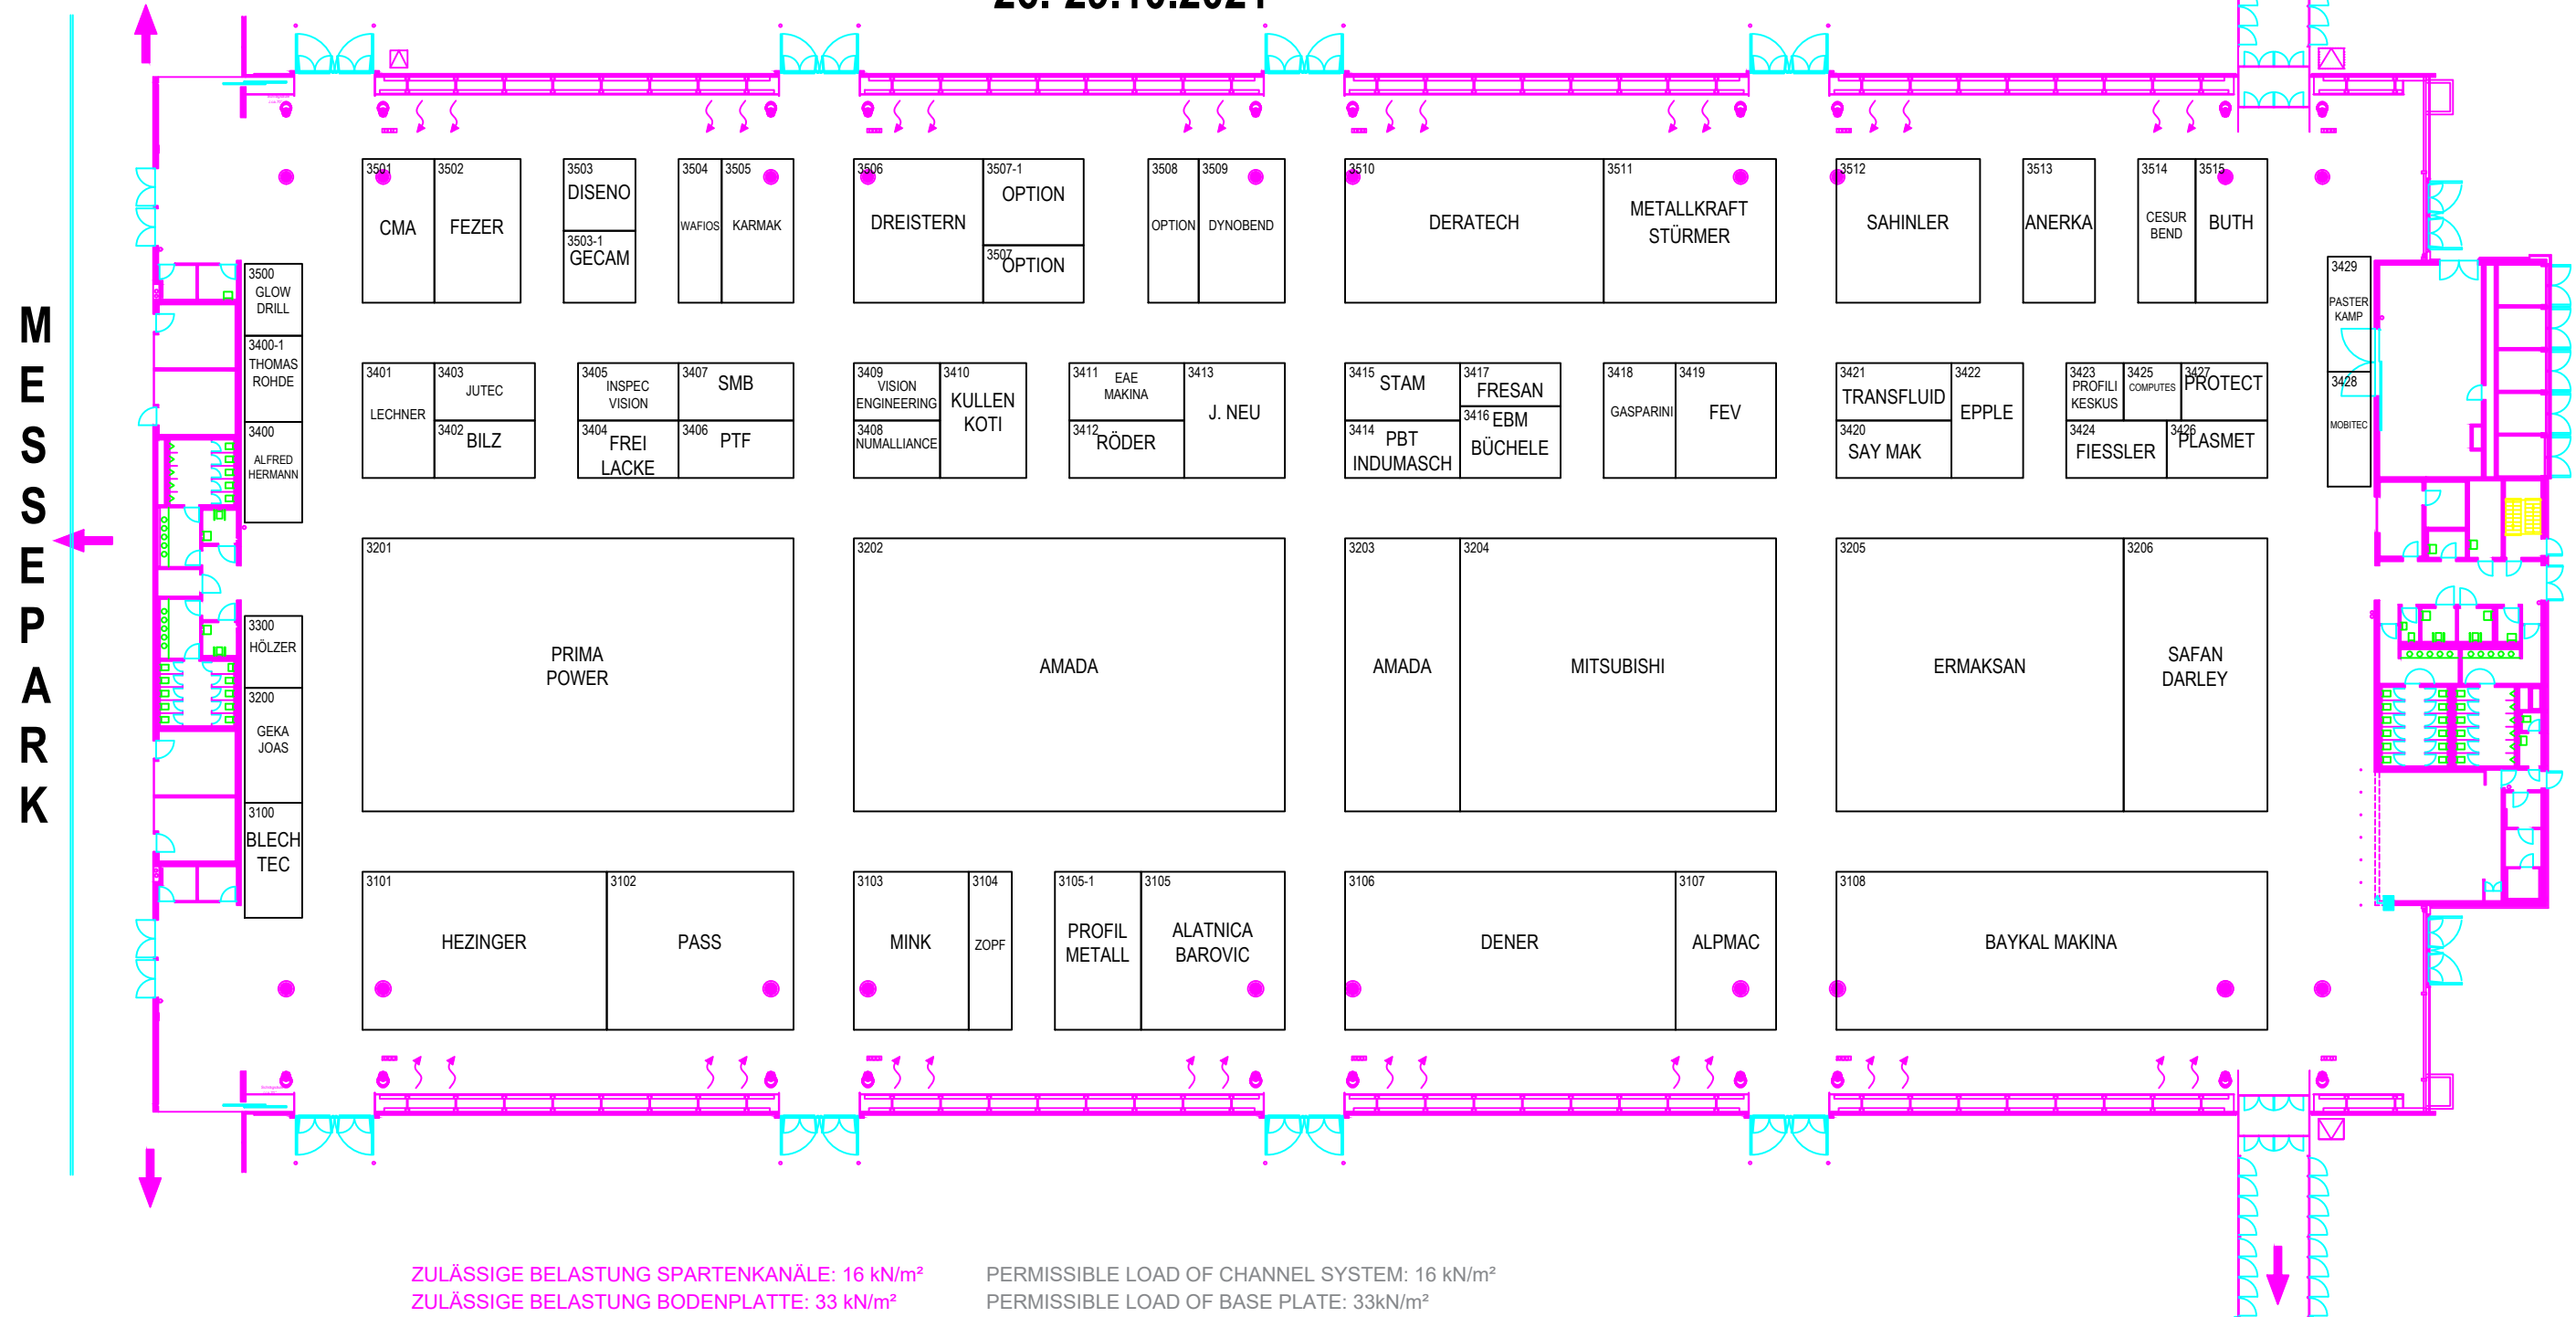 MESSEPARK
3501
CMA
3502
FEZER
3503
DISENO
3503-1
GECAM
3504
WAFIOS
3505
KARMAK
3506
DREISTERN
3507-1
OPTION
3507
OPTION
3508
OPTION
3509
DYNOBEND
3510
DERATECH
3511
METALLKRAFT
STÜRMER
3512
SAHINLER
3513
ANERKA
3514
CESUR
BEND
3515
BUTH
3500
GLOW
DRILL
3400-1
THOMAS
ROHDE
3400
ALFRED
HERMANN
3429
PASTER
KAMP
3428
MOBITEC
3401
LECHNER
3403
JUTEC
3402
BILZ
3405
INSPEC
VISION
3404
FREI
LACKE
3407
SMB
3406
PTF
3409
VISION
ENGINEERING
3408
NUMALLIANCE
3410
KULLEN
KOTI
3411
EAE
MAKINA
3412
RÖDER
3413
J. NEU
3415
STAM
3414
PBT
INDUMASCH
3417
FRESAN
3416
EBM
BÜCHELE
3418
GASPARINI
3419
FEV
3421
TRANSFLUID
3420
SAY MAK
3422
EPPLE
3423
PROFILI
KESKUS
3425
COMPUTES
3427
PROTECT
3424
FIESSLER
3426
PLASMET
3201
PRIMA
POWER
3202
AMADA
3203
AMADA
3204
MITSUBISHI
3205
ERMAKSAN
3206
SAFAN
DARLEY
3300
HÖLZER
3200
GEKA
JOAS
3100
BLECH
TEC
3101
HEZINGER
3102
PASS
3103
MINK
3104
ZOPF
3105-1
PROFIL
METALL
3105
ALATNICA
BAROVIC
3106
DENER
3107
ALPMAC
3108
BAYKAL MAKINA
ZULÄSSIGE BELASTUNG SPARTENKANÄLE: 16 kN/m²
ZULÄSSIGE BELASTUNG BODENPLATTE: 33 kN/m²
PERMISSIBLE LOAD OF CHANNEL SYSTEM: 16 kN/m²
PERMISSIBLE LOAD OF BASE PLATE: 33kN/m²